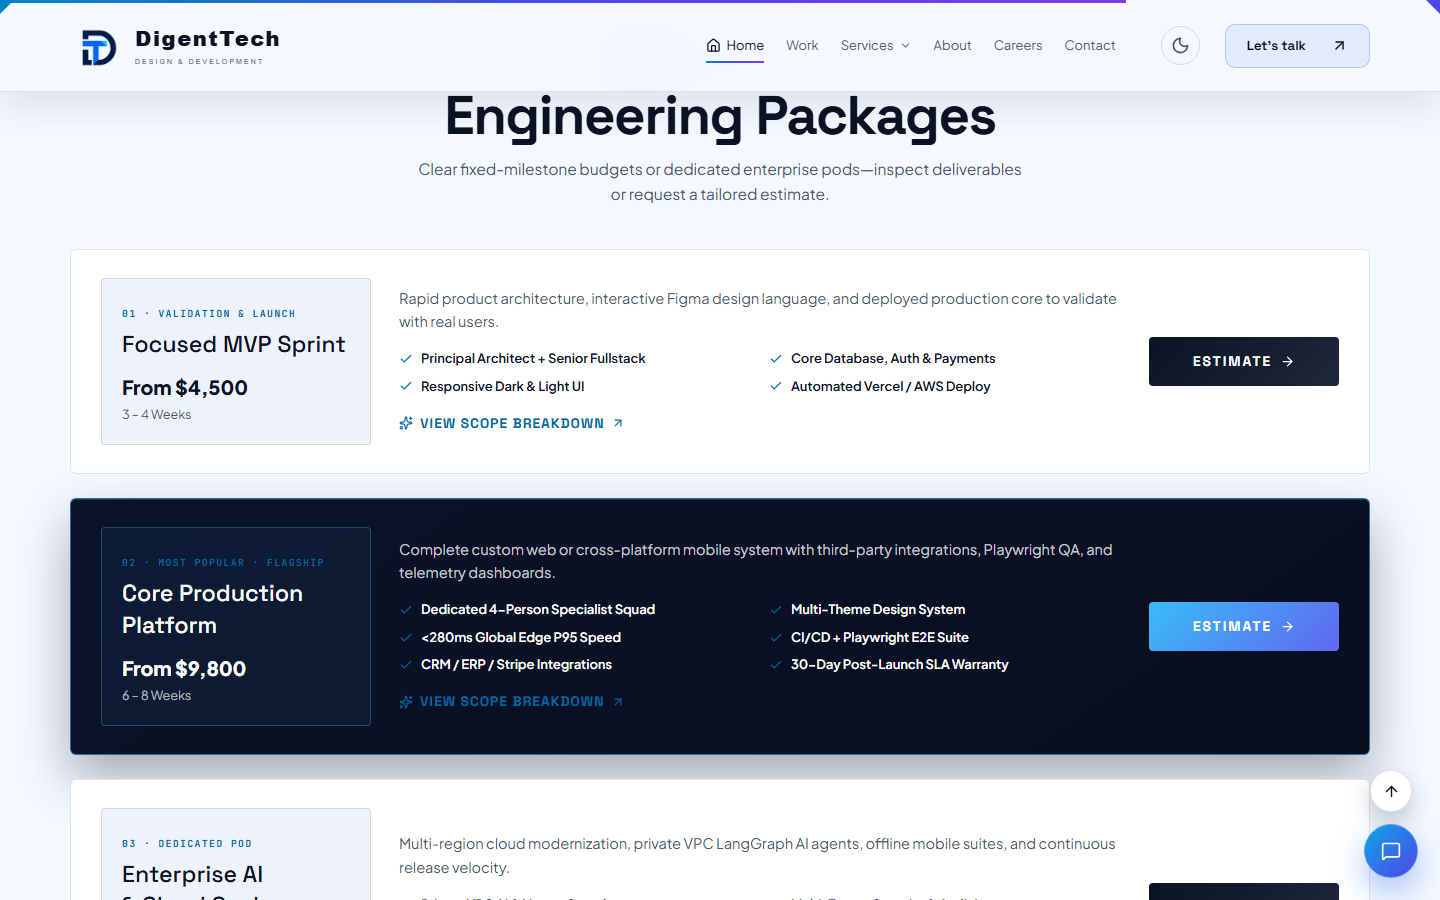 DigentTech
DESIGN & DEVELOPMENT
Home
Work
Services
About
Careers
Contact
Let's talk
Engineering Packages
Clear fixed-milestone budgets or dedicated enterprise pods—inspect deliverables
or request a tailored estimate.
01 · VALIDATION & LAUNCH
Focused MVP Sprint
From $4,500
3 – 4 Weeks
Rapid product architecture, interactive Figma design language, and deployed production core to validate
with real users.
Principal Architect + Senior Fullstack
Core Database, Auth & Payments
Responsive Dark & Light UI
Automated Vercel / AWS Deploy
VIEW SCOPE BREAKDOWN
ESTIMATE
02 · MOST POPULAR · FLAGSHIP
Core Production
Platform
From $9,800
6 – 8 Weeks
Complete custom web or cross-platform mobile system with third-party integrations, Playwright QA, and
telemetry dashboards.
Dedicated 4-Person Specialist Squad
Multi-Theme Design System
<280ms Global Edge P95 Speed
CI/CD + Playwright E2E Suite
CRM / ERP / Stripe Integrations
30-Day Post-Launch SLA Warranty
VIEW SCOPE BREAKDOWN
ESTIMATE
03 · DEDICATED POD
Enterprise AI
Multi-region cloud modernization, private VPC LangGraph AI agents, offline mobile suites, and continuous
release velocity.